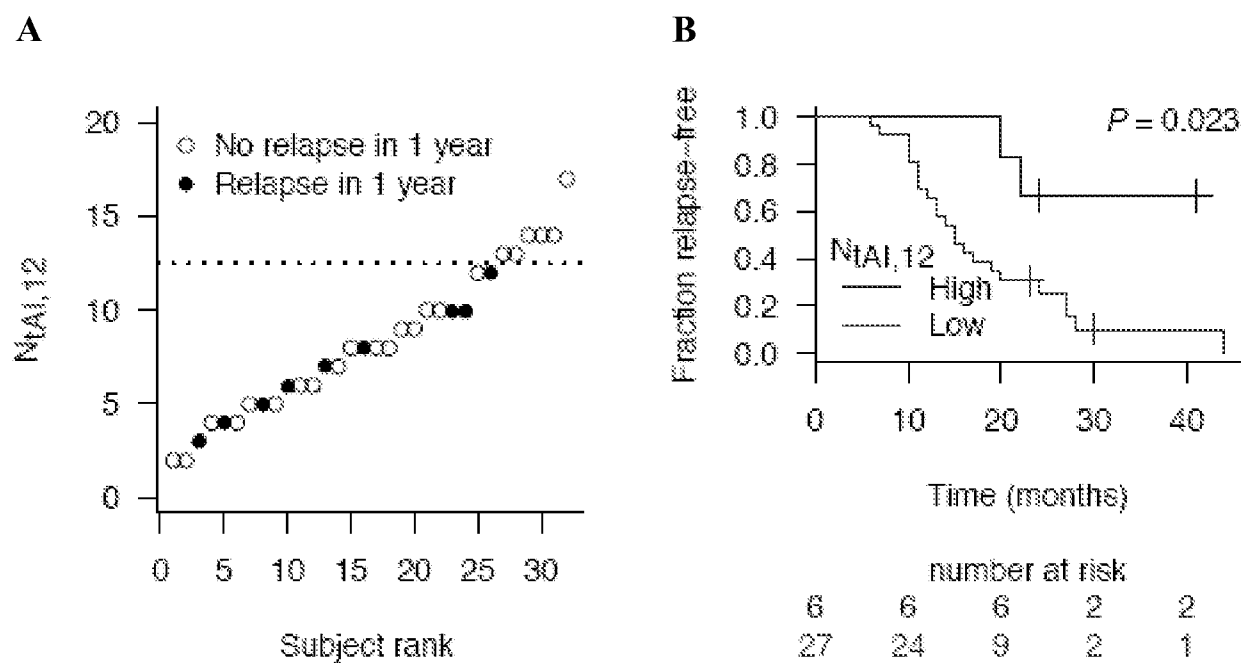 A
B
20
15
10
5
0
NtAI,12
No relapse in 1 year
Relapse in 1 year
0 5 10 15 20 25 30
Subject rank
Fraction relapse-free
1.0
0.8
0.6
0.4
0.2
0.0
P = 0.023
NtAI,12
High
Low
0 10 20 30 40
Time (months)
number at risk
6 6 6 2 2
27 24 9 2 1